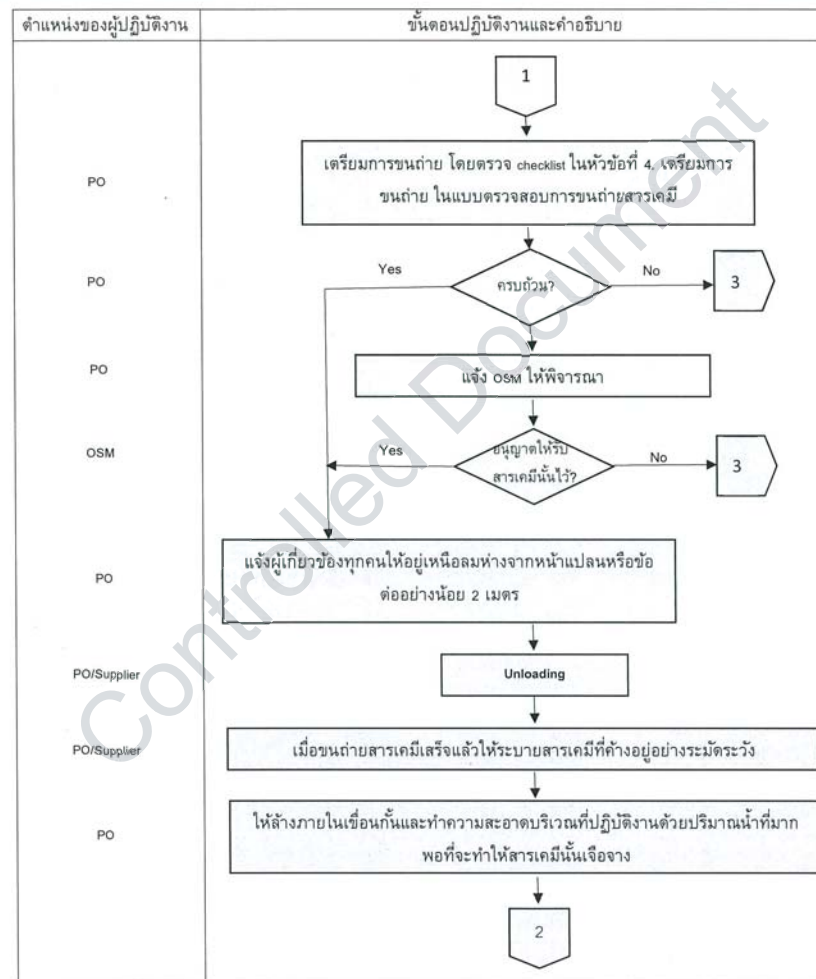 ตำแหน่งของผู้ปฏิบัติงาน
ขั้นตอนปฏิบัติงานและคำอธิบาย
1
PO
เตรียมการขนถ่าย โดยตรวจ checklist ในหัวข้อที่ 4. เตรียมการ
ขนถ่าย ในแบบตรวจสอบการขนถ่ายสารเคมี
PO
Yes
ครบถ้วน?
No
3
PO
แจ้ง OSM ให้พิจารณา
OSM
Yes
อนุญาตให้รับ
สารเคมีนั้นไว้?
No
3
PO
แจ้งผู้เกี่ยวข้องทุกคนให้อยู่เหนือลมห่างจากหน้าแปลนหรือข้อ
ต่ออย่างน้อย 2 เมตร
PO/Supplier
Unloading
PO/Supplier
เมื่อขนถ่ายสารเคมีเสร็จแล้วให้ระบายสารเคมีที่ค้างอยู่อย่างระมัดระวัง
PO
ให้ล้างภายในเขื่อนกั้นและทำความสะอาดบริเวณที่ปฏิบัติงานด้วยปริมาณน้ำที่มาก
พอที่จะทำให้สารเคมีนั้นเจือจาง
2
Controlled Document